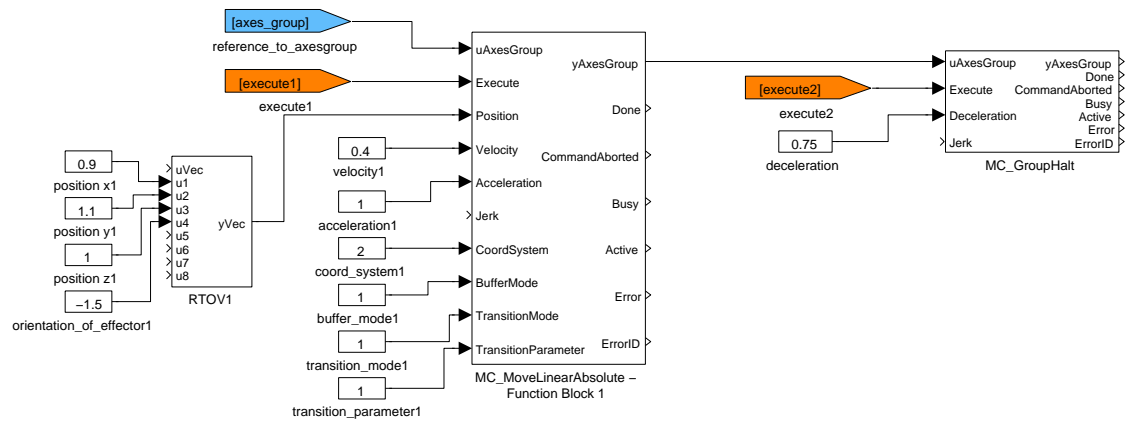 [axes_group]
reference_to_axesgroup
[execute1]
execute1
0.9
position x1
1.1
position y1
1
position z1
−1.5
orientation_of_effector1
uVec
u1
u2
u3
u4
u5
u6
u7
u8
yVec
RTOV1
0.4
velocity1
1
acceleration1
2
coord_system1
1
buffer_mode1
1
transition_mode1
1
transition_parameter1
uAxesGroup
Execute
Position
Velocity
Acceleration
Jerk
CoordSystem
BufferMode
TransitionMode
TransitionParameter
yAxesGroup
Done
CommandAborted
Busy
Active
Error
ErrorID
MC_MoveLinearAbsolute −
Function Block 1
[execute2]
execute2
0.75
deceleration
uAxesGroup
Execute
Deceleration
Jerk
yAxesGroup
Done
CommandAborted
Busy
Active
Error
ErrorID
MC_GroupHalt